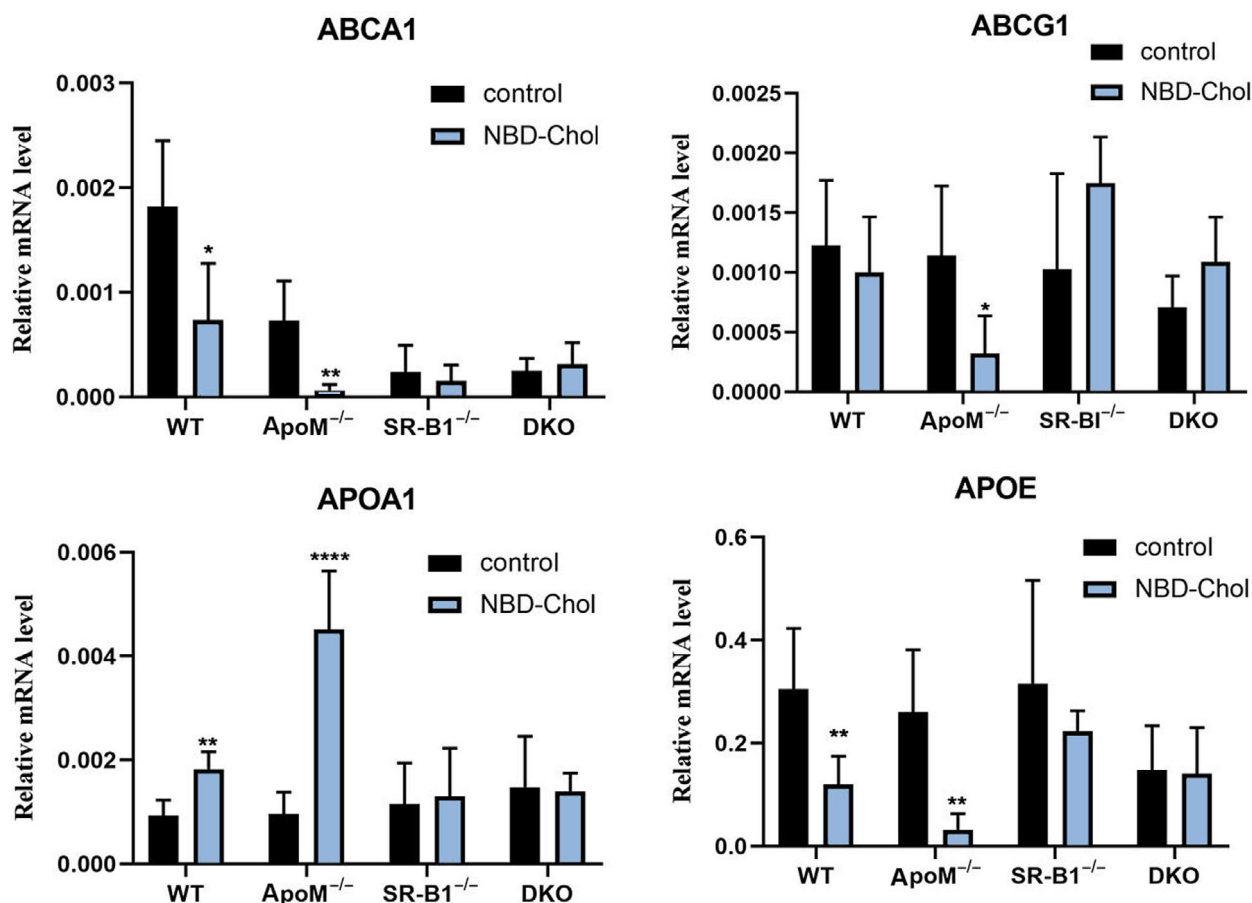 ABCA1
control
NBD-Chol
Relative mRNA level
0.003
0.002
0.001
0.000
*
**
WT ApoM⁻/⁻ SR-B1⁻/⁻ DKO
ABCG1
control
NBD-Chol
Relative mRNA level
0.0025
0.0020
0.0015
0.0010
0.0005
0.0000
*
WT ApoM⁻/⁻ SR-BI⁻/⁻ DKO
APOA1
control
NBD-Chol
Relative mRNA level
0.006
0.004
0.002
0.000
**
****
WT ApoM⁻/⁻ SR-B1⁻/⁻ DKO
APOE
control
NBD-Chol
Relative mRNA level
0.6
0.4
0.2
0.0
**
**
WT ApoM⁻/⁻ SR-B1⁻/⁻ DKO